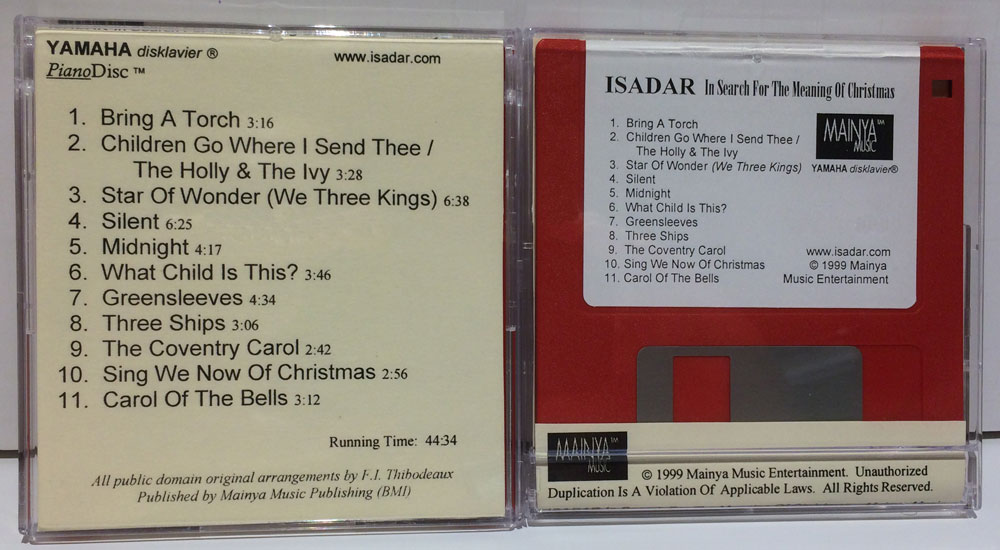 YAMAHA disklavier ®
PianoDisc ™
www.isadar.com
1. Bring A Torch 3:16
2. Children Go Where I Send Thee /
The Holly & The Ivy 3:28
3. Star Of Wonder (We Three Kings) 6:38
4. Silent 6:25
5. Midnight 4:17
6. What Child Is This? 3:46
7. Greensleeves 4:34
8. Three Ships 3:06
9. The Coventry Carol 2:42
10. Sing We Now Of Christmas 2:56
11. Carol Of The Bells 3:12
Running Time: 44:34
All public domain original arrangements by F.I. Thibodeaux
Published by Mainya Music Publishing (BMI)
ISADAR In Search For The Meaning Of Christmas
1. Bring A Torch
2. Children Go Where I Send Thee /
The Holly & The Ivy
3. Star Of Wonder (We Three Kings)
4. Silent
5. Midnight
6. What Child Is This?
7. Greensleeves
8. Three Ships
9. The Coventry Carol
10. Sing We Now Of Christmas
11. Carol Of The Bells
MAINYA℠
MUSIC
YAMAHA disklavier®
www.isadar.com
© 1999 Mainya
Music Entertainment
MAINYA™
MUSIC
© 1999 Mainya Music Entertainment. Unauthorized
Duplication Is A Violation Of Applicable Laws. All Rights Reserved.